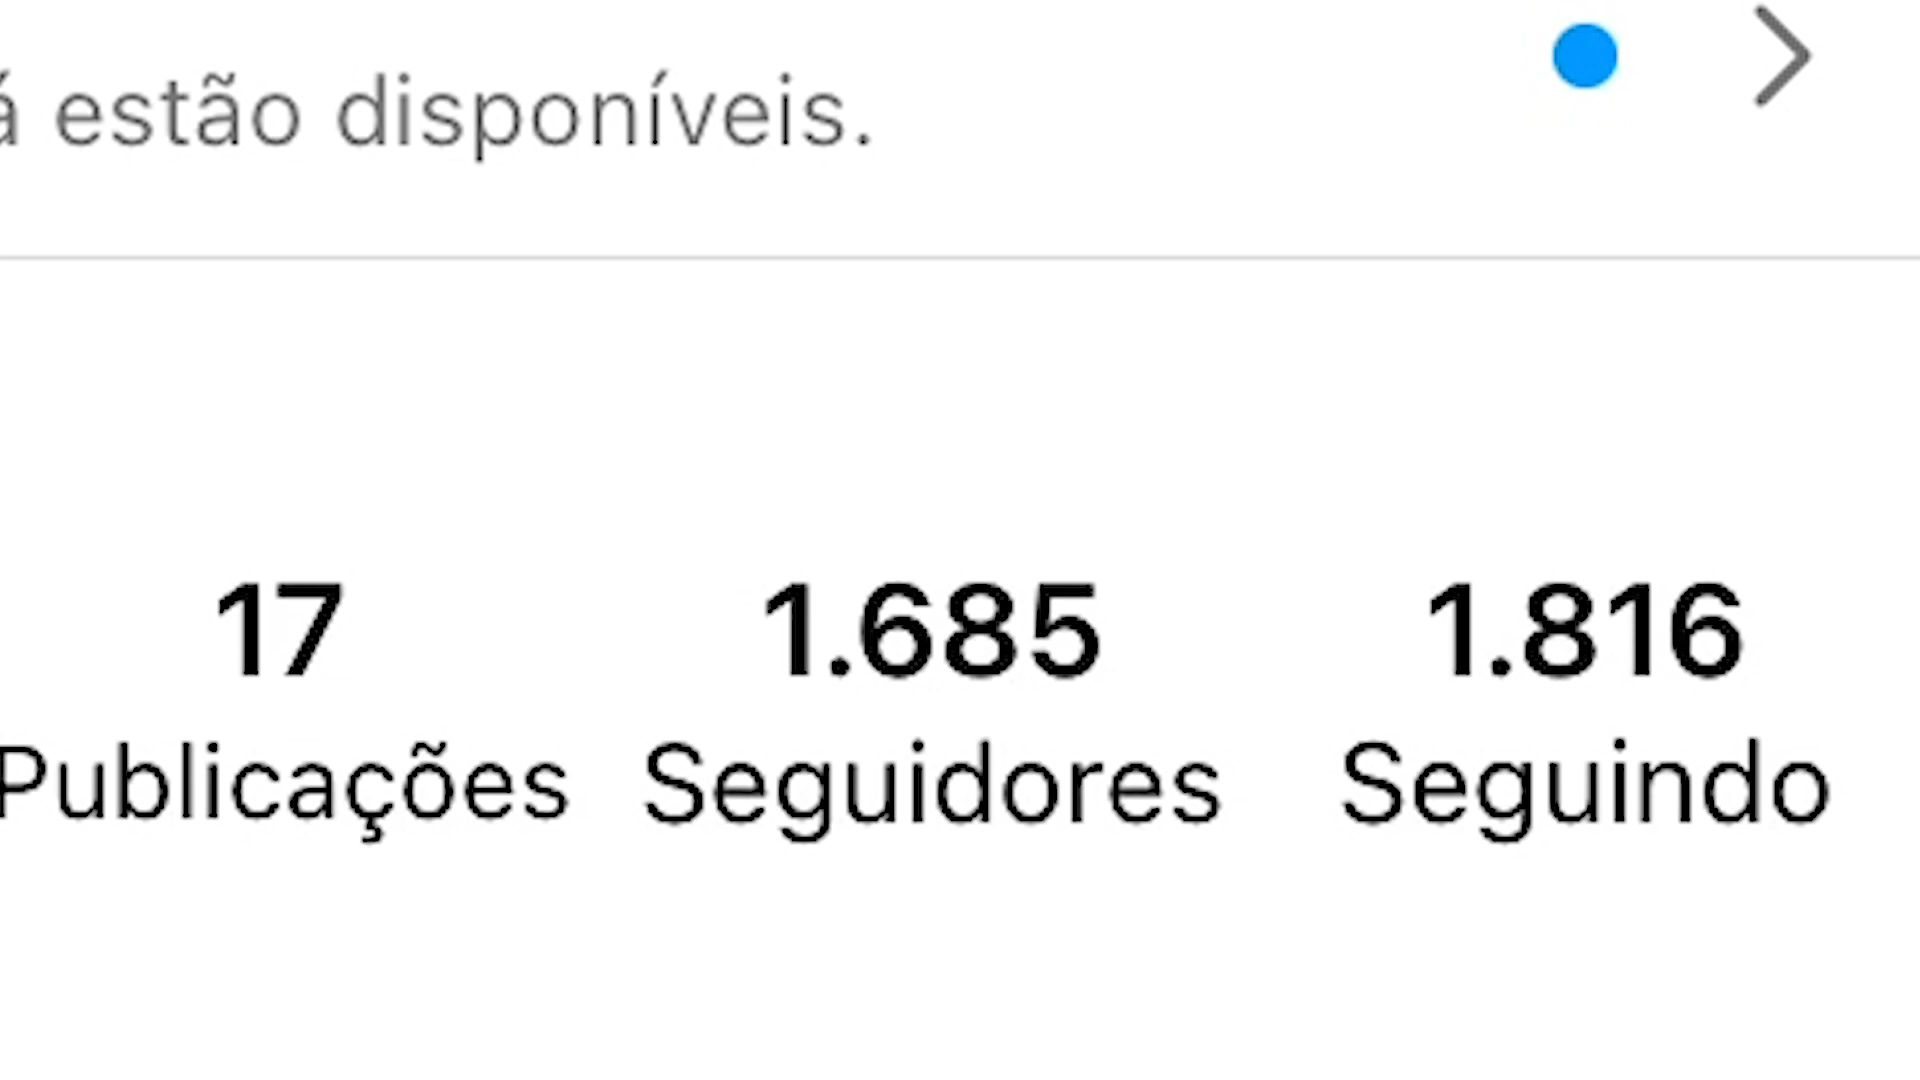 á estão disponíveis.
17 1.685 1.816
Publicações Seguidores Seguindo